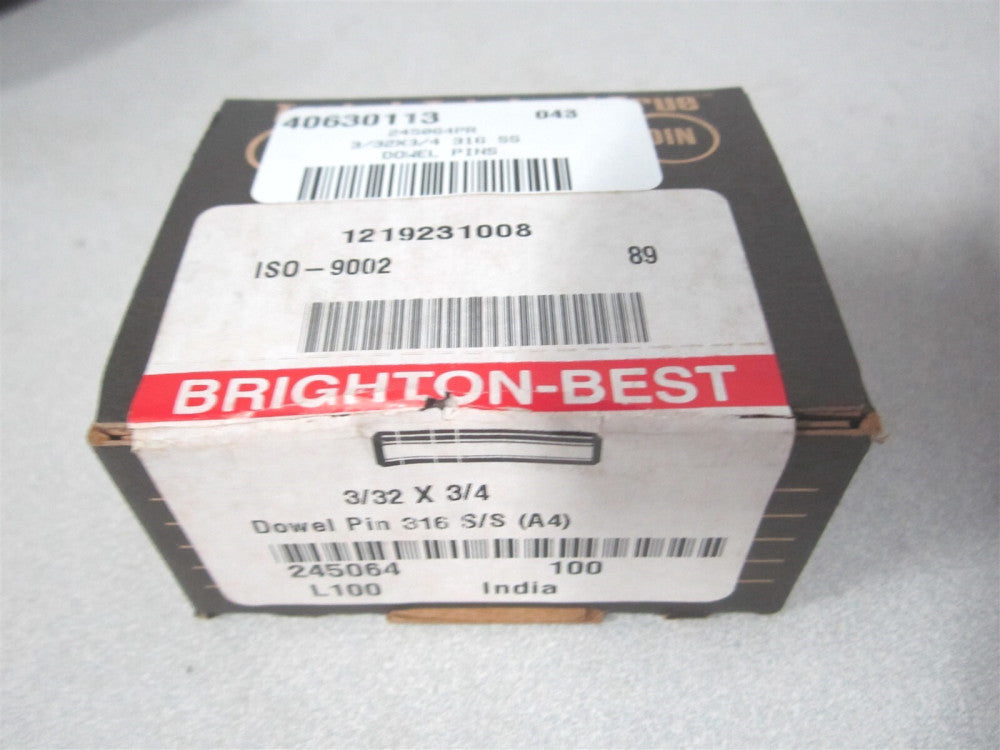 40630113 043
245064PR
3/32X3/4 316 SS
DOWEL PINS
DIN
1219231008
ISO-9002 89
BRIGHTON-BEST
3/32 X 3/4
Dowel Pin 316 S/S (A4)
245064 100
L100 India